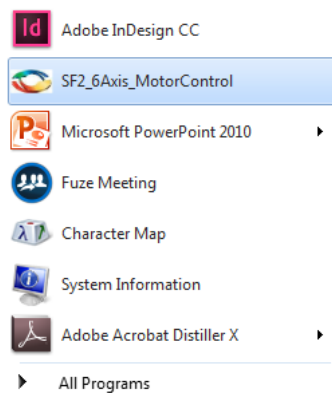 Id
Adobe InDesign CC
SF2_6Axis_MotorControl
P
Microsoft PowerPoint 2010
Fuze Meeting
λ
Character Map
i
System Information
Adobe Acrobat Distiller X
All Programs